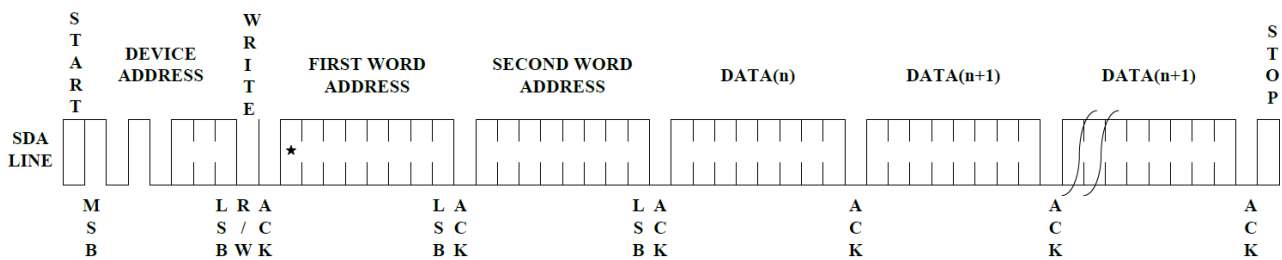 START
DEVICE
ADDRESS
WRITE
FIRST WORD
ADDRESS
SECOND WORD
ADDRESS
DATA(n)
DATA(n+1)
DATA(n+1)
STOP
SDA
LINE
MSB
LSB
R/W
ACK
LSB
ACK
LSB
ACK
ACK
ACK
ACK